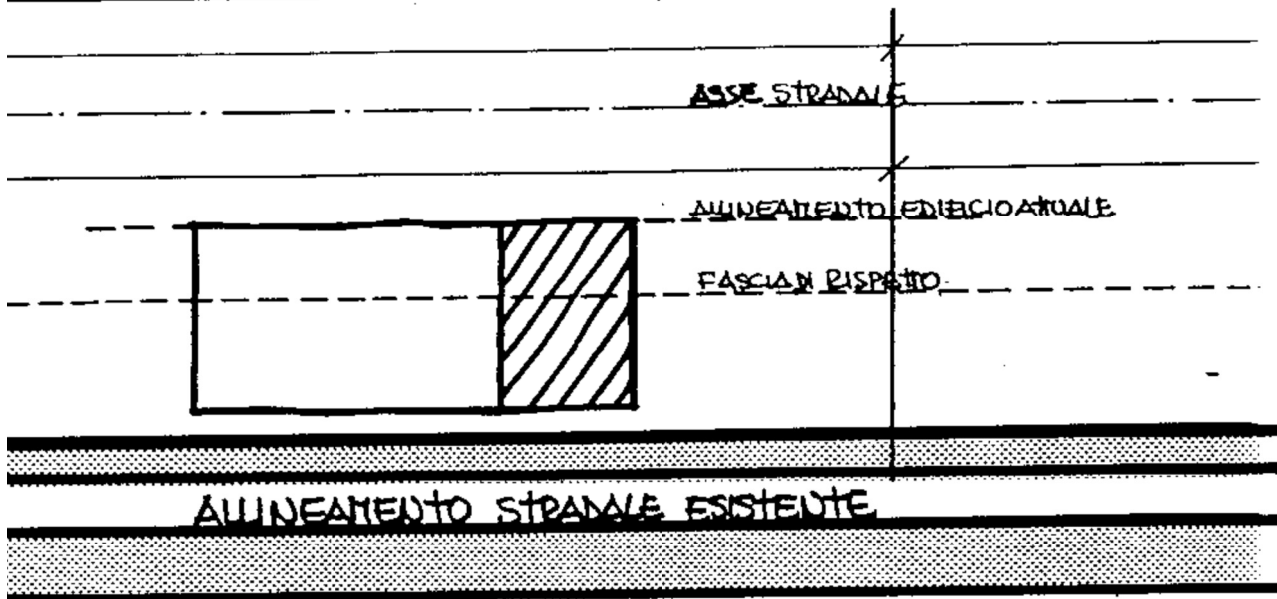 ASSE STRADALE
ALLINEAMENTO EDIFICIO ATTUALE
FASCIA DI RISPETTO
ALLINEAMENTO STRADALE ESISTENTE